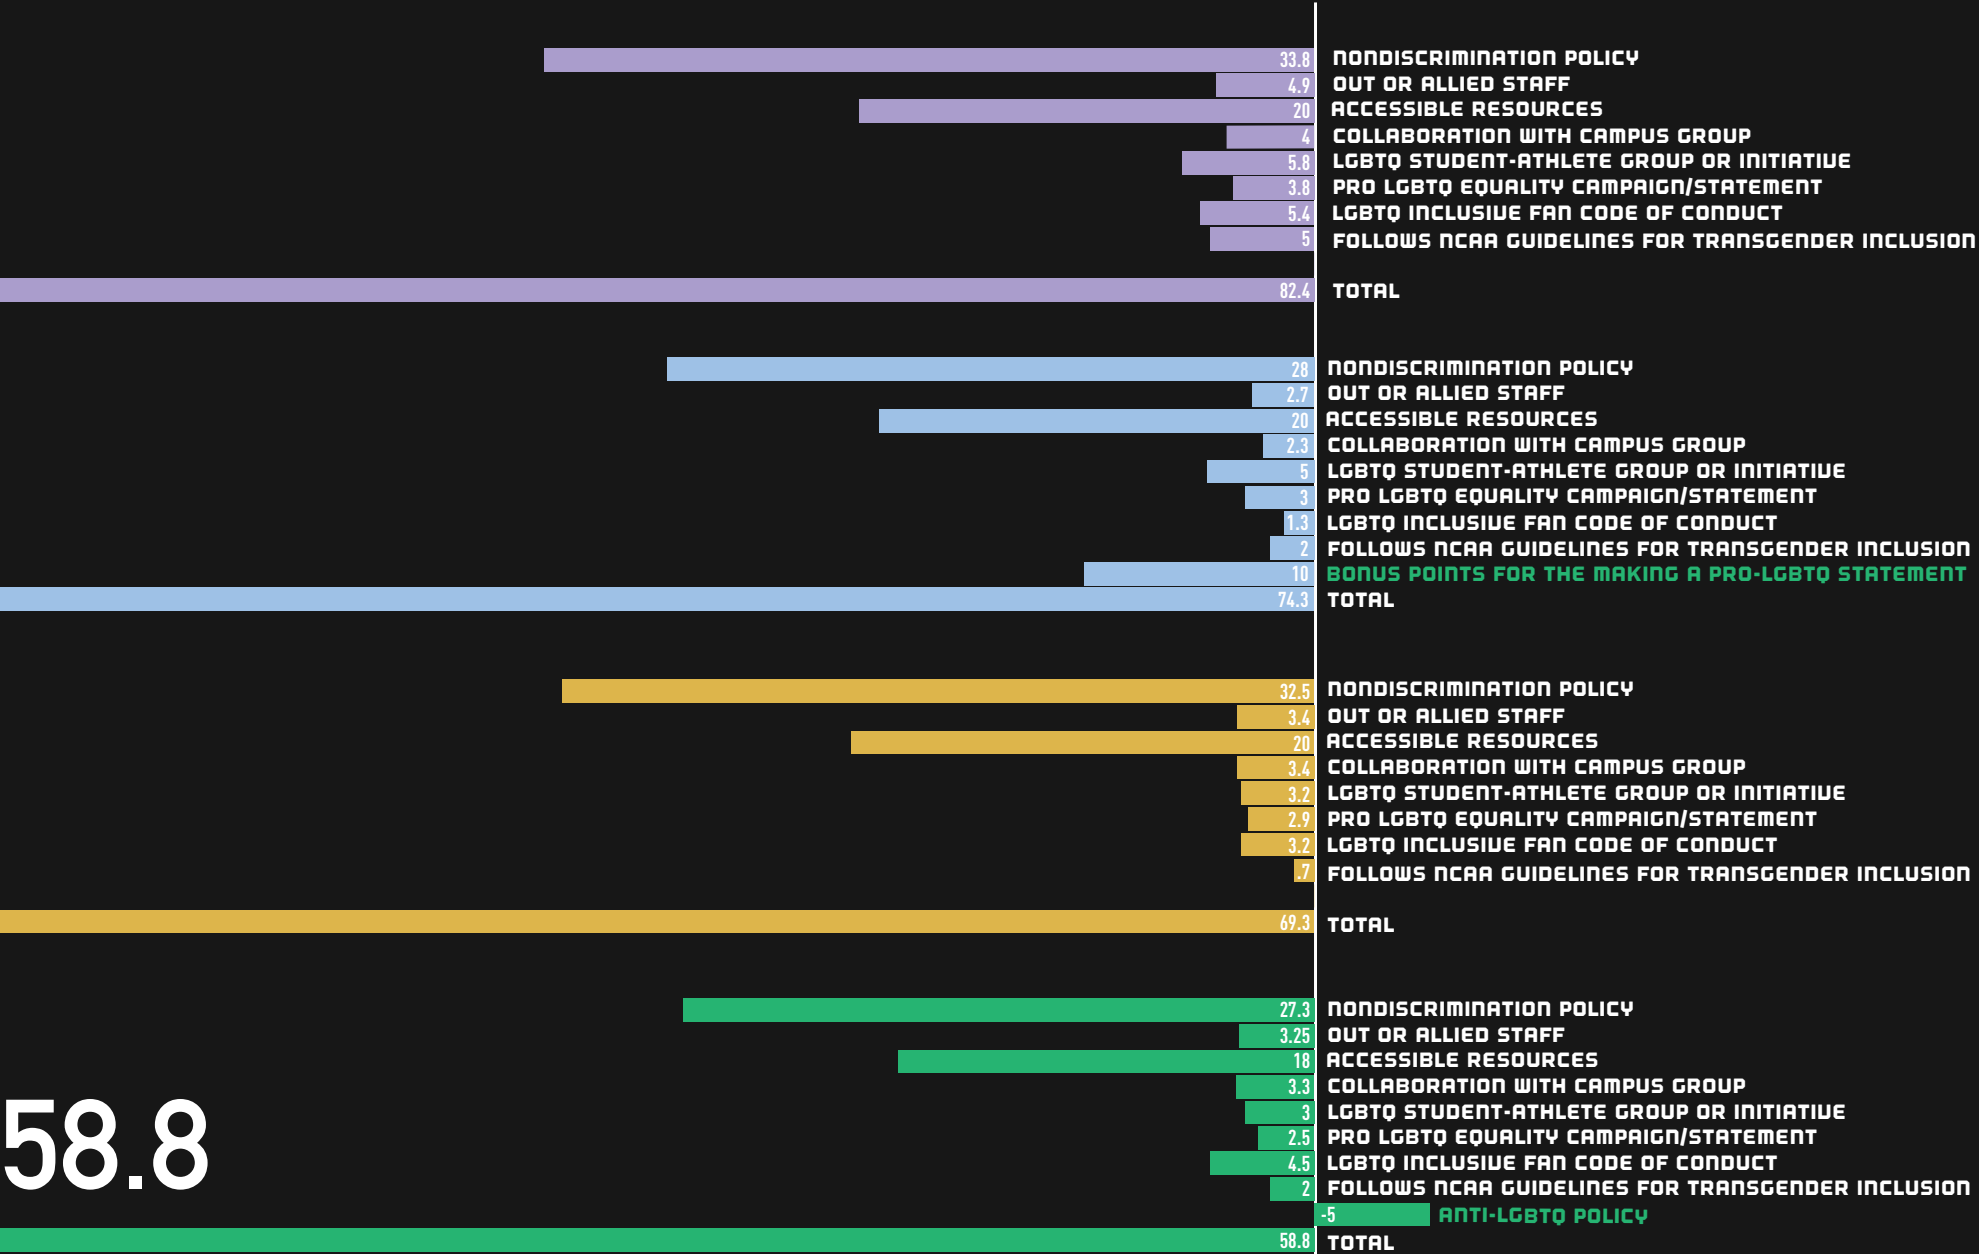 33.8 NONDISCRIMINATION POLICY
4.9 OUT OR ALLIED STAFF
20 ACCESSIBLE RESOURCES
4 COLLABORATION WITH CAMPUS GROUP
5.8 LGBTQ STUDENT-ATHLETE GROUP OR INITIATIVE
3.8 PRO LGBTQ EQUALITY CAMPAIGN/STATEMENT
5.4 LGBTQ INCLUSIVE FAN CODE OF CONDUCT
5 FOLLOWS NCAA GUIDELINES FOR TRANSGENDER INCLUSION
82.4 TOTAL
28 NONDISCRIMINATION POLICY
2.7 OUT OR ALLIED STAFF
20 ACCESSIBLE RESOURCES
2.3 COLLABORATION WITH CAMPUS GROUP
5 LGBTQ STUDENT-ATHLETE GROUP OR INITIATIVE
3 PRO LGBTQ EQUALITY CAMPAIGN/STATEMENT
1.3 LGBTQ INCLUSIVE FAN CODE OF CONDUCT
2 FOLLOWS NCAA GUIDELINES FOR TRANSGENDER INCLUSION
10 BONUS POINTS FOR THE MAKING A PRO-LGBTQ STATEMENT
74.3 TOTAL
32.5 NONDISCRIMINATION POLICY
3.4 OUT OR ALLIED STAFF
20 ACCESSIBLE RESOURCES
3.4 COLLABORATION WITH CAMPUS GROUP
3.2 LGBTQ STUDENT-ATHLETE GROUP OR INITIATIVE
2.9 PRO LGBTQ EQUALITY CAMPAIGN/STATEMENT
3.2 LGBTQ INCLUSIVE FAN CODE OF CONDUCT
.7 FOLLOWS NCAA GUIDELINES FOR TRANSGENDER INCLUSION
69.3 TOTAL
27.3 NONDISCRIMINATION POLICY
3.25 OUT OR ALLIED STAFF
18 ACCESSIBLE RESOURCES
3.3 COLLABORATION WITH CAMPUS GROUP
3 LGBTQ STUDENT-ATHLETE GROUP OR INITIATIVE
2.5 PRO LGBTQ EQUALITY CAMPAIGN/STATEMENT
58.8
4.5 LGBTQ INCLUSIVE FAN CODE OF CONDUCT
2 FOLLOWS NCAA GUIDELINES FOR TRANSGENDER INCLUSION
-5 ANTI-LGBTQ POLICY
58.8 TOTAL